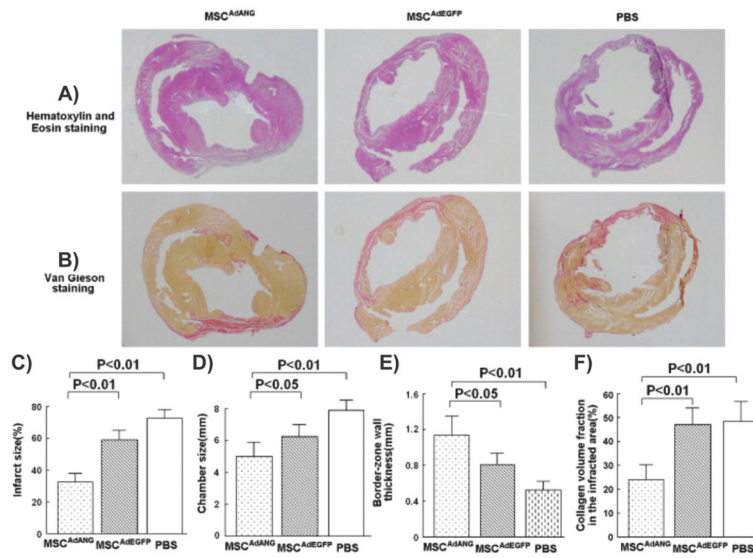 MSC^AdANG MSC^AdEGFP PBS
A)
Hematoxylin and
Eosin staining
B)
Van Gieson
staining
C)
P<0.01
P<0.01
Infarct size(%)
80
60
40
20
0
MSC^AdANG MSC^AdEGFP PBS
D)
P<0.01
P<0.05
Chamber size(mm)
8
6
4
2
0
MSC^AdANG MSC^AdEGFP PBS
E)
P<0.01
P<0.05
Border-zone wall
thickness(mm)
1.6
1.2
0.8
0.4
0
MSC^AdANG MSC^AdEGFP PBS
F)
P<0.01
P<0.01
Collagen volume fraction
in the infracted area(%)
60
50
40
30
20
10
0
MSC^AdANG MSC^AdEGFP PBS